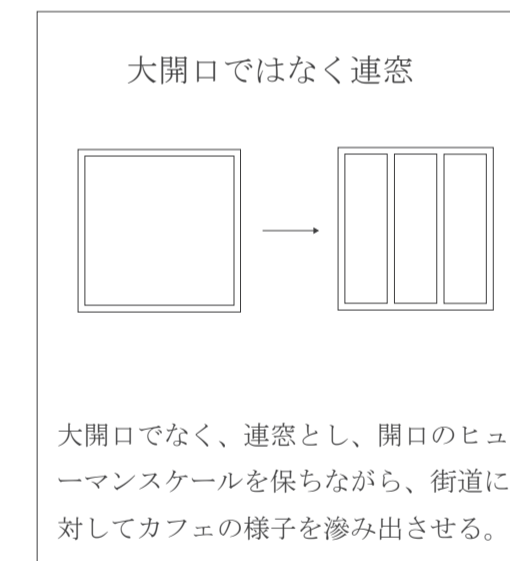 大開口ではなく連窓
大開口でなく、連窓とし、開口のヒュ
ーマンスケールを保ちながら、街道に
対してカフェの様子を滲み出させる。